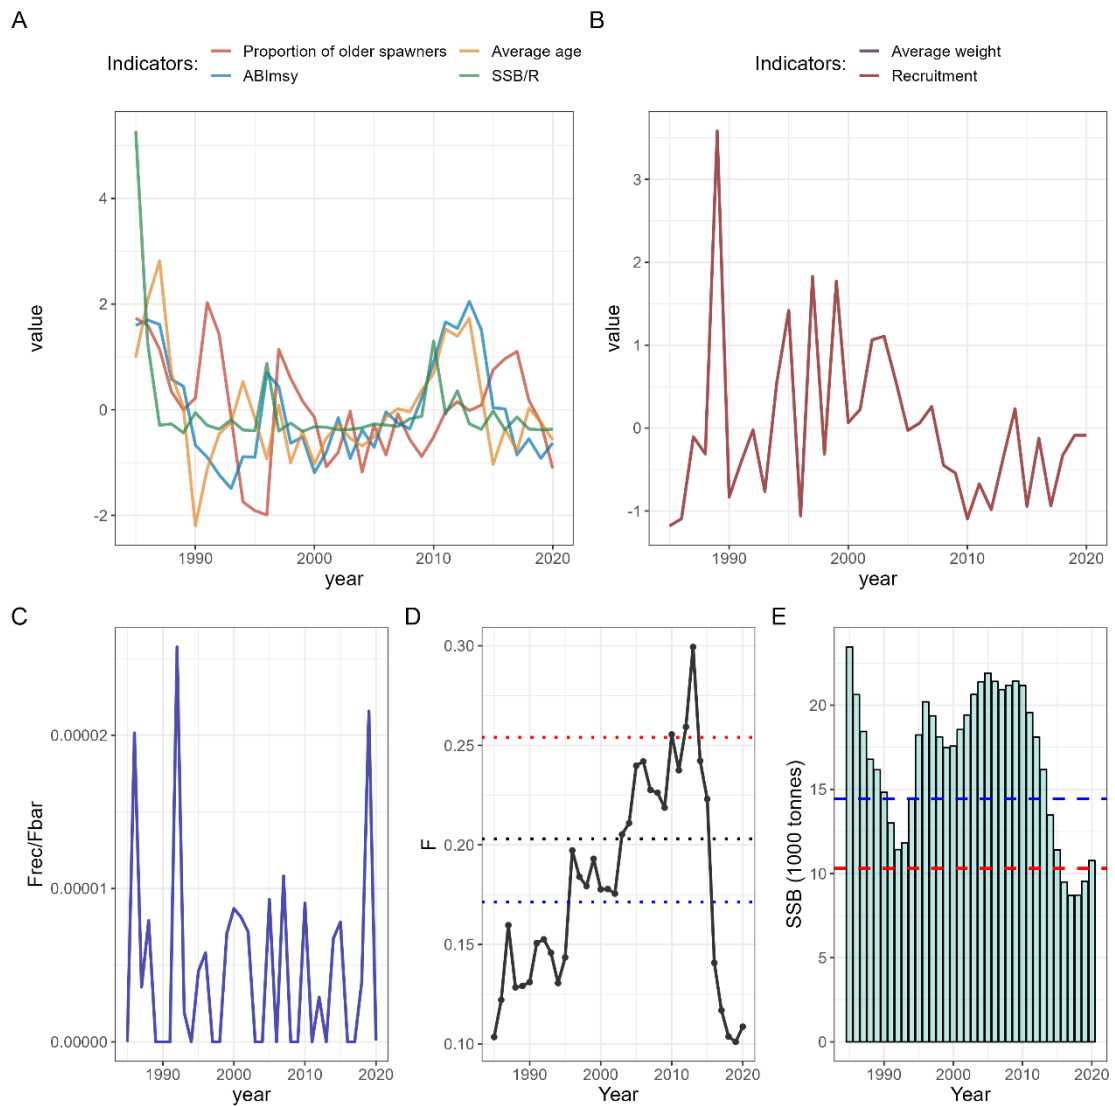 A
Indicators:
Proportion of older spawners
Average age
ABImsy
SSB/R
value
4
2
0
-2
1990
2000
2010
2020
year
B
Indicators:
Average weight
Recruitment
value
3
2
1
0
-1
1990
2000
2010
2020
year
C
Frec/Fbar
0.00002
0.00001
0.00000
1990
2000
2010
2020
year
D
F
0.30
0.25
0.20
0.15
0.10
1990
2000
2010
2020
Year
E
SSB (1000 tonnes)
20
15
10
5
0
1990
2000
2010
2020
Year